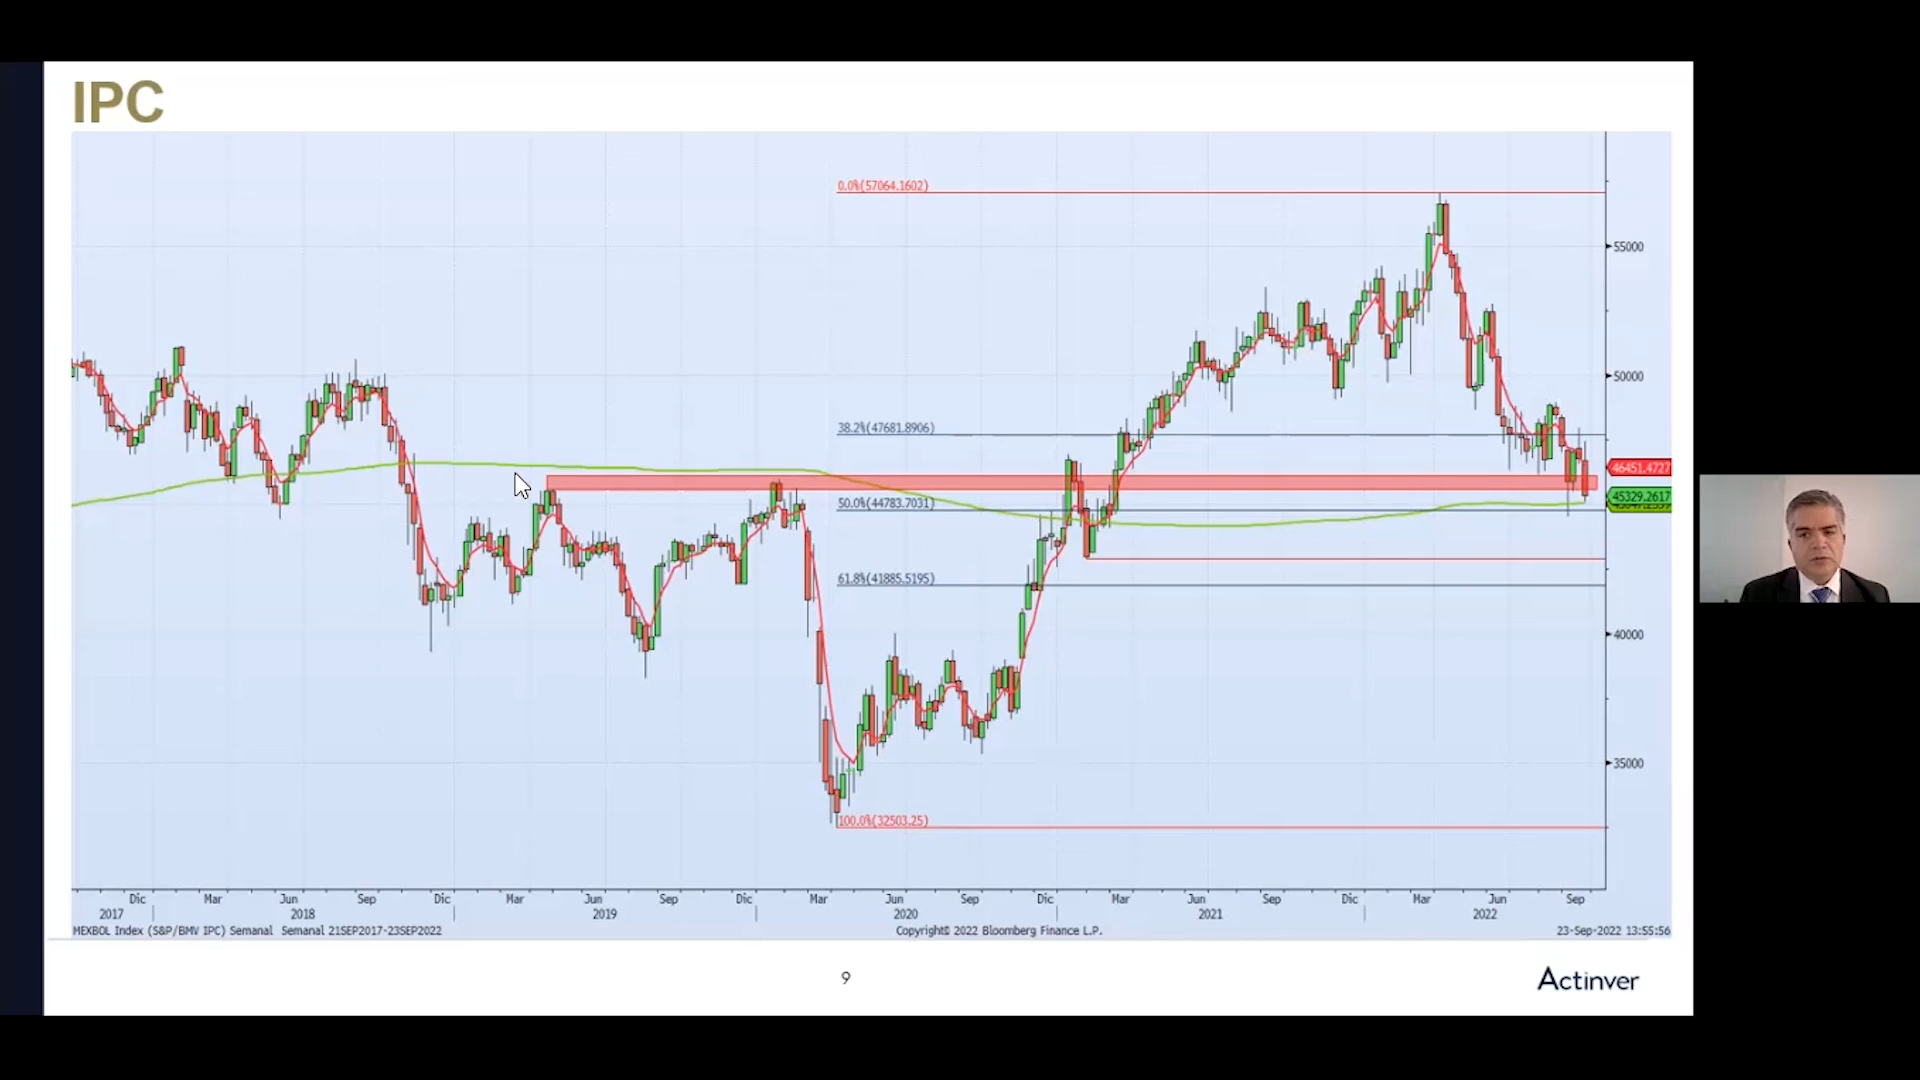 IPC
0.0%(57064.1602)
55000
50000
38.2%(47681.8906)
46451.4727
45329.2617
50.0%(44783.7031)
61.8%(41885.5195)
40000
35000
100.0%(32503.25)
Dic Mar Jun Sep Dic Mar Jun Sep Dic Mar Jun Sep Dic Mar Sep Dic Mar Jun Sep
2017 2018 2019 2020 2021 2022
MEXBOL Index (S&P/BMV IPC) Semanal Semanal 21SEP2017-23SEP2022
Copyright© 2022 Bloomberg Finance L.P.
23-Sep-2022 13:55:56
9
Actinver